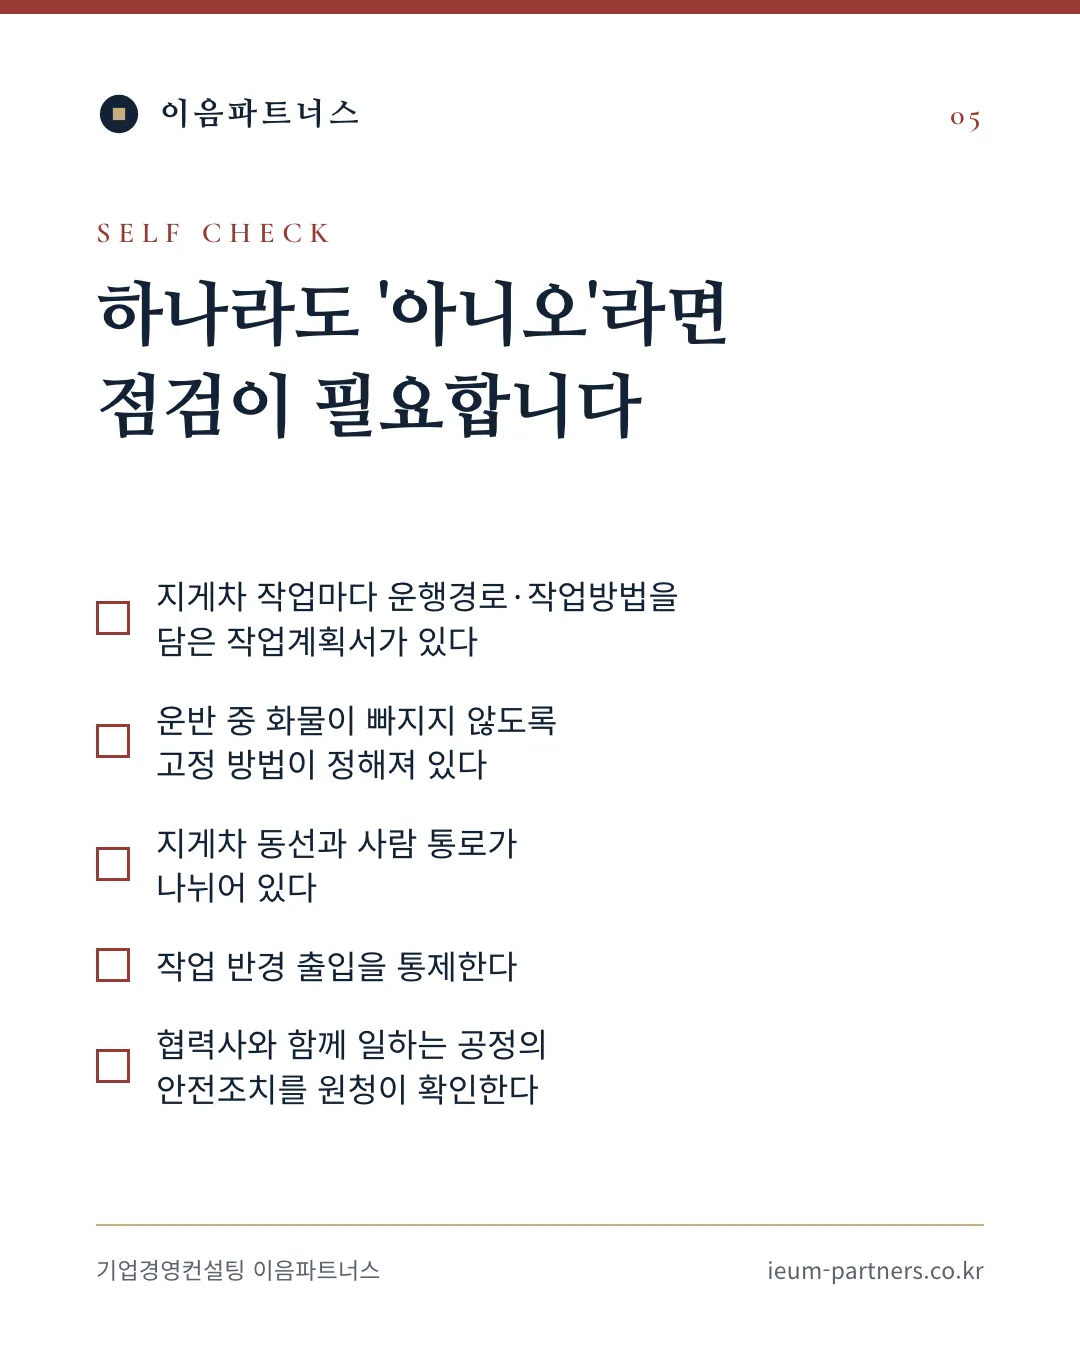 이음파트너스
05
SELF CHECK
하나라도 '아니오'라면
점검이 필요합니다
지게차 작업마다 운행경로·작업방법을
담은 작업계획서가 있다
운반 중 화물이 빠지지 않도록
고정 방법이 정해져 있다
지게차 동선과 사람 통로가
나뉘어 있다
작업 반경 출입을 통제한다
협력사와 함께 일하는 공정의
안전조치를 원청이 확인한다
기업경영컨설팅 이음파트너스
ieum-partners.co.kr